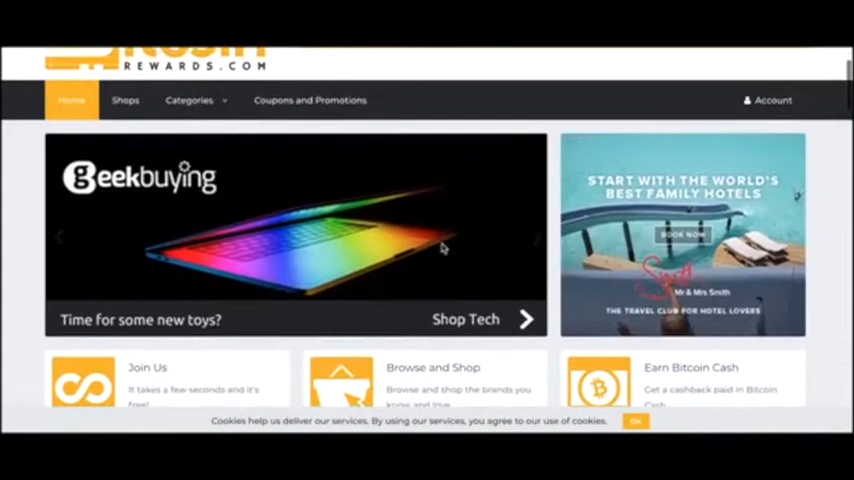 REWARDS.COM
Home
Shops
Categories
Coupons and Promotions
Account
geekbuying
Time for some new toys?
Shop Tech
START WITH THE WORLD'S
BEST FAMILY HOTELS
BOOK NOW
Smith
Mr & Mrs Smith
THE TRAVEL CLUB FOR HOTEL LOVERS
Join Us
It takes a few seconds and it's
free!
Browse and Shop
Browse and shop the brands you
know and love
Earn Bitcoin Cash
Get a cashback paid in Bitcoin
Cash
Cookies help us deliver our services. By using our services, you agree to our use of cookies.
OK